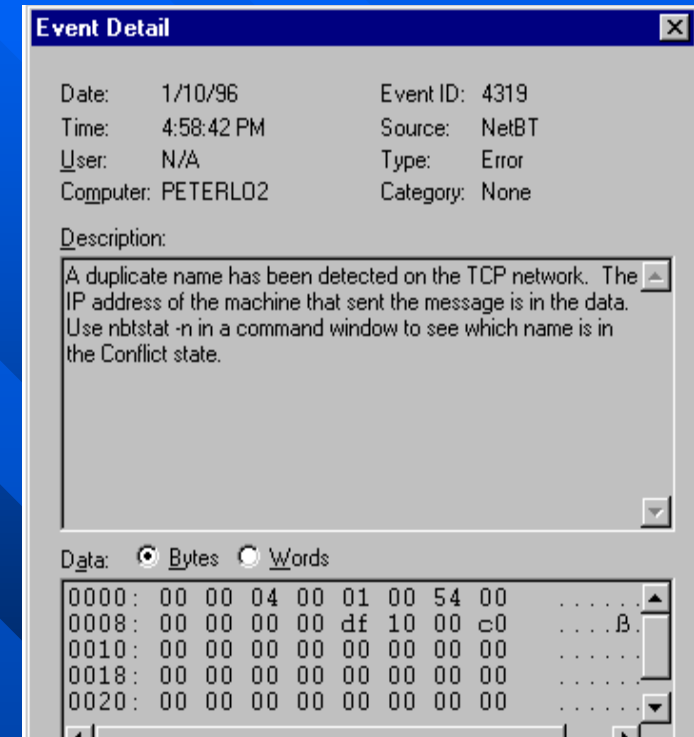 Event Detail
Date: 1/10/96 Event ID: 4319
Time: 4:58:42 PM Source: NetBT
User: N/A Type: Error
Computer: PETERLO2 Category: None
Description:
A duplicate name has been detected on the TCP network. The
IP address of the machine that sent the message is in the data.
Use nbtstat -n in a command window to see which name is in
the Conflict state.
Data: Bytes Words
0000: 00 00 04 00 01 00 54 00 ......
0008: 00 00 00 00 df 10 00 c0 ....ß.
0010: 00 00 00 00 00 00 00 00 ......
0018: 00 00 00 00 00 00 00 00 ......
0020: 00 00 00 00 00 00 00 00 ......